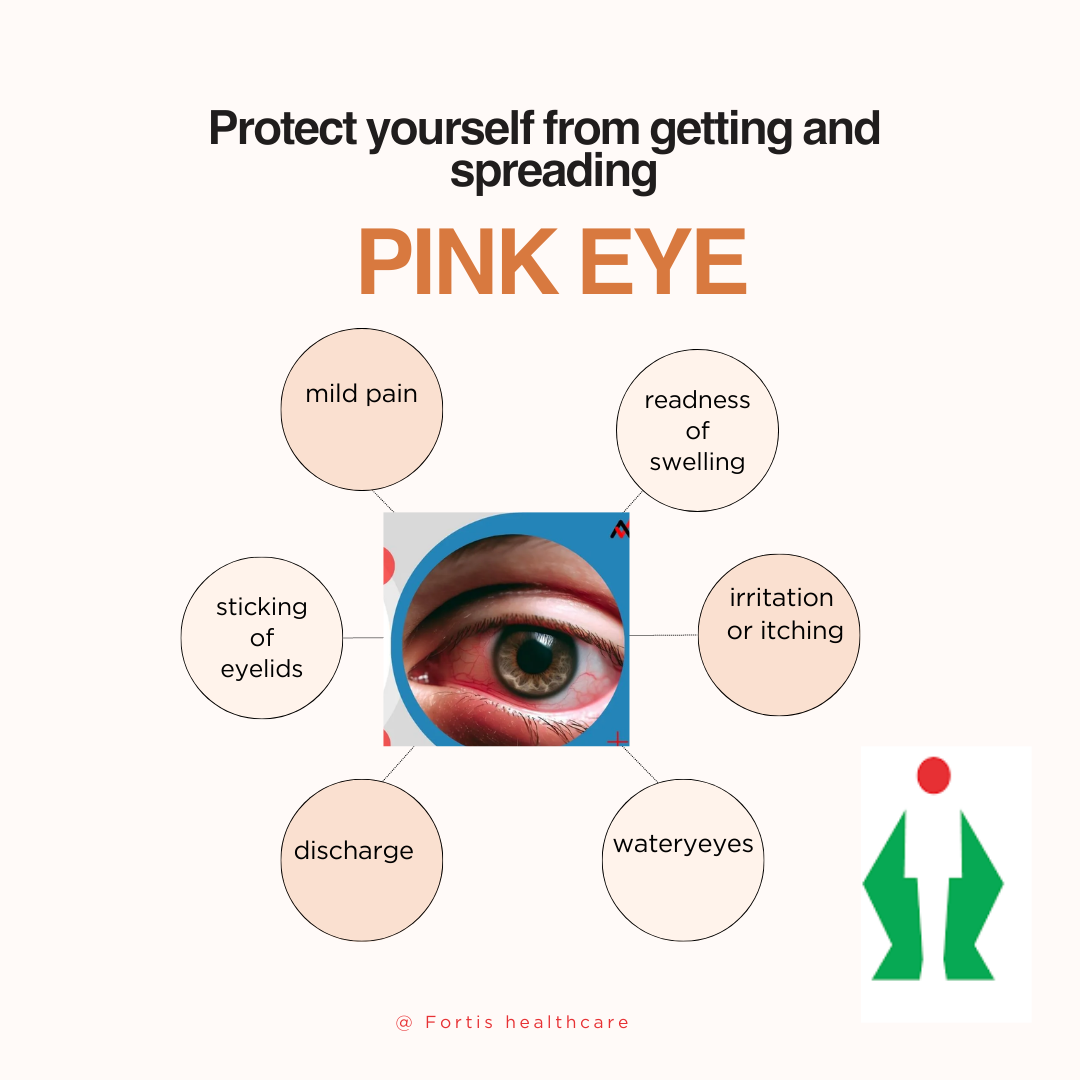 Protect yourself from getting and
spreading
PINK EYE
mild pain
readness
of
swelling
sticking
of
eyelids
irritation
or itching
discharge
wateryeyes
@ Fortis healthcare